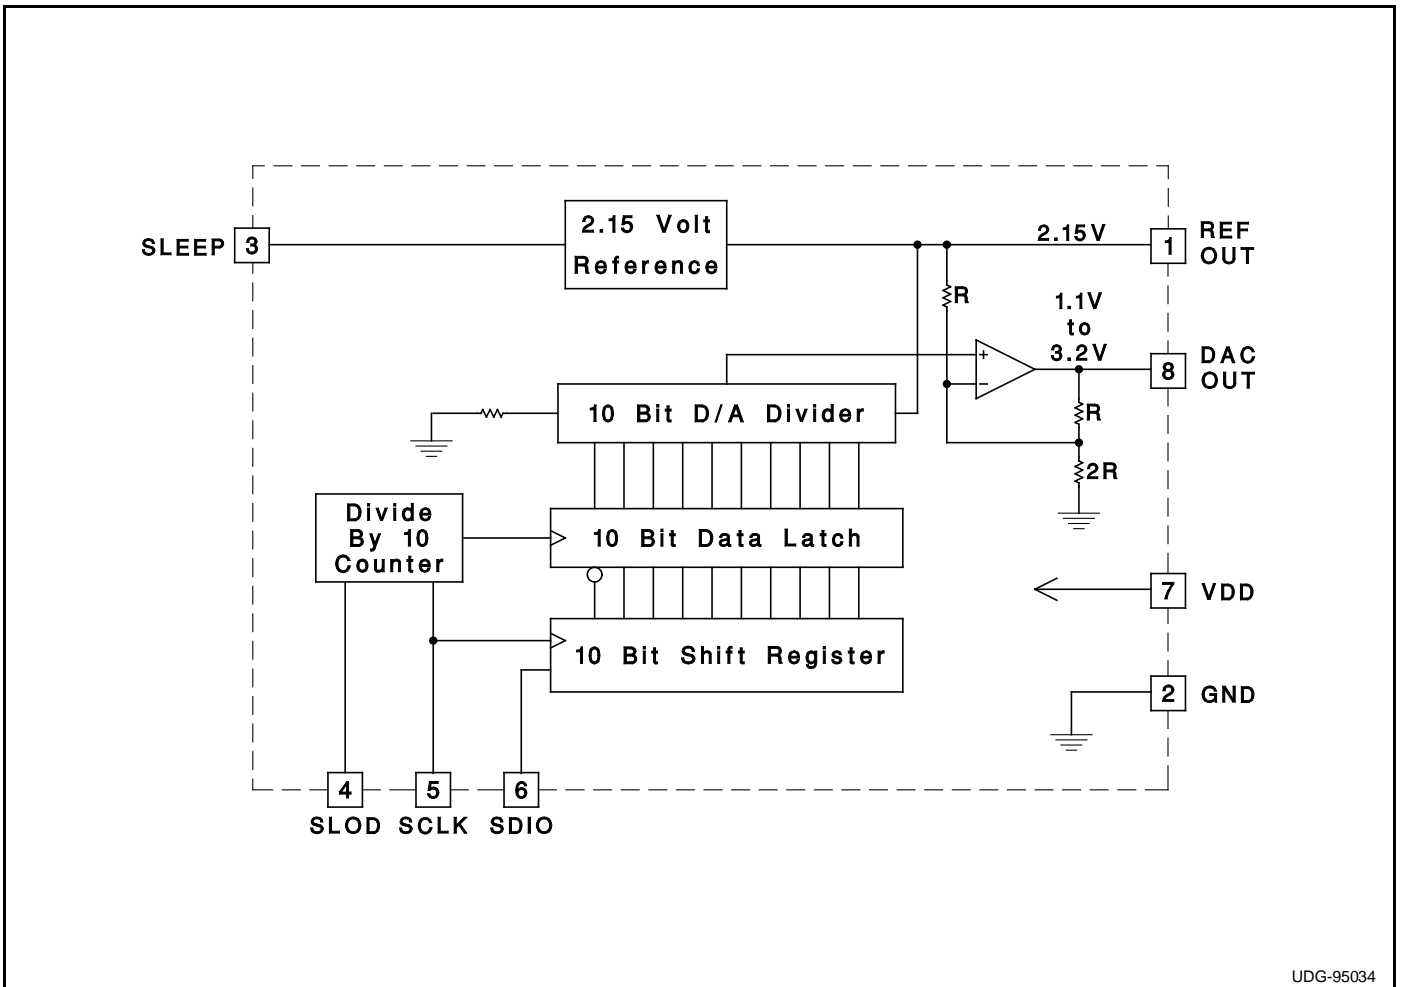 2.15 Volt
Reference
SLEEP
3
2.15V
1
REF
OUT
R
1.1V
to
3.2V
+
−
8
DAC
OUT
10 Bit D/A Divider
R
2R
Divide
By 10
Counter
10 Bit Data Latch
7
VDD
10 Bit Shift Register
2
GND
4
5
6
SLOD
SCLK
SDIO
UDG-95034